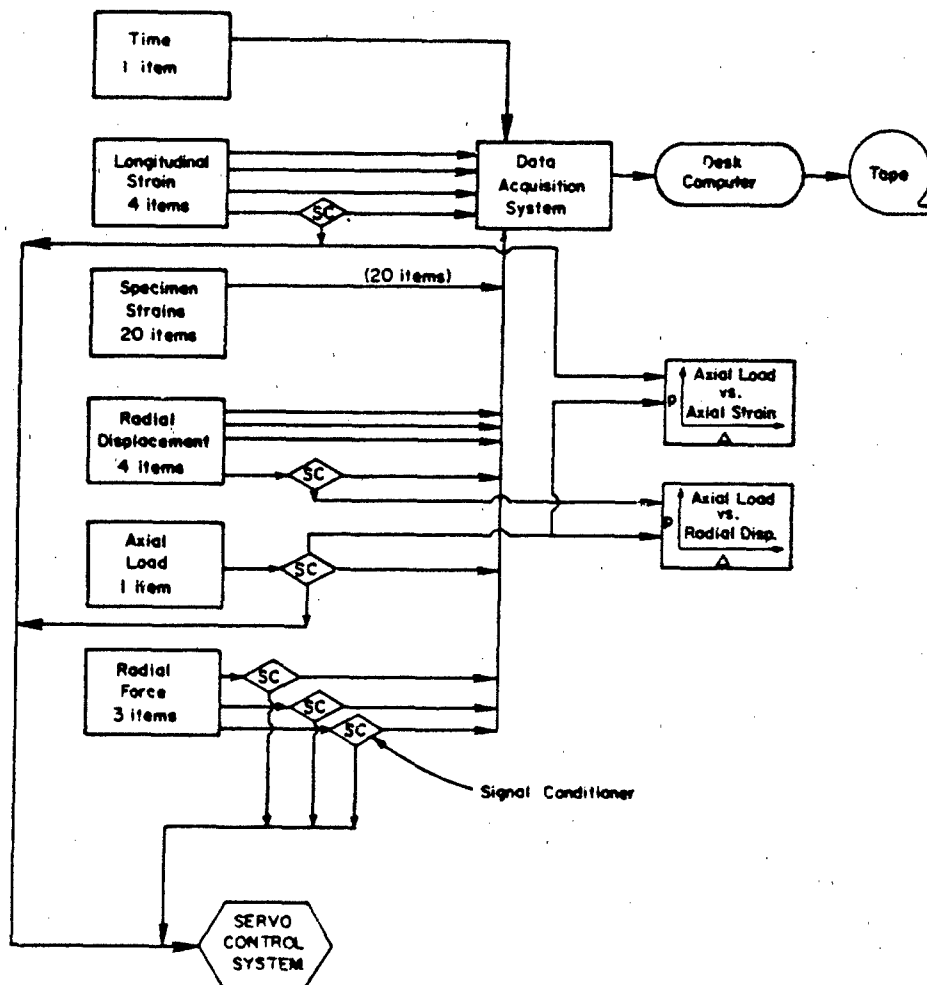 Time
1 item
Longitudinal
Strain
4 items
SC
Data
Acquisition
System
Desk
Computer
Tape
Specimen
Strains
20 items
(20 items)
Radial
Displacement
4 items
SC
P
Axial Load
vs.
Axial Strain
Δ
P
Axial Load
vs.
Radial Disp.
Δ
Axial
Load
1 item
SC
Radial
Force
3 items
SC
SC
SC
Signal Conditioner
SERVO
CONTROL
SYSTEM